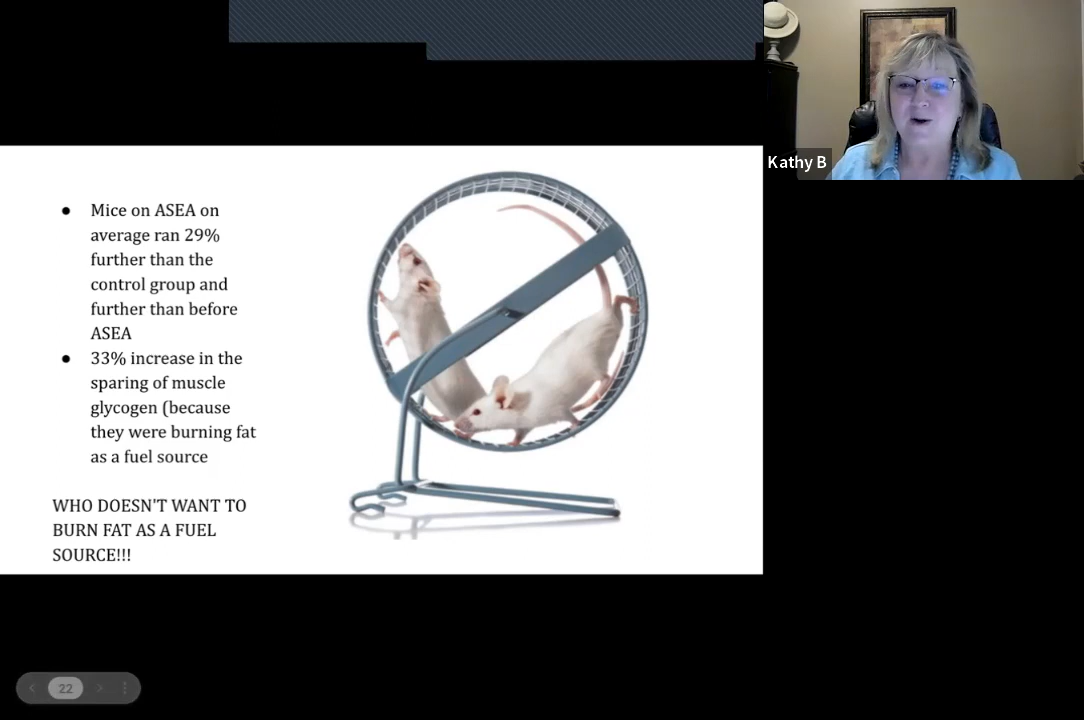 Kathy B
● Mice on ASEA on
average ran 29%
further than the
control group and
further than before
ASEA
● 33% increase in the
sparing of muscle
glycogen (because
they were burning fat
as a fuel source
WHO DOESN'T WANT TO
BURN FAT AS A FUEL
SOURCE!!!
22